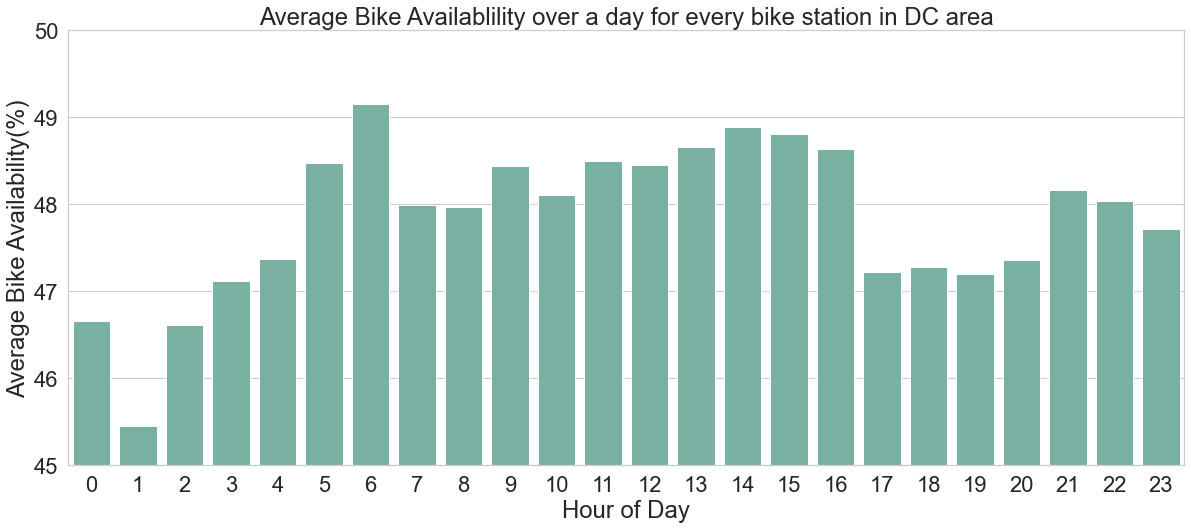 Average Bike Availablility over a day for every bike station in DC area
Average Bike Availability(%)
50
49
48
47
46
45
0 1 2 3 4 5 6 7 8 9 10 11 12 13 14 15 16 17 18 19 20 21 22 23
Hour of Day